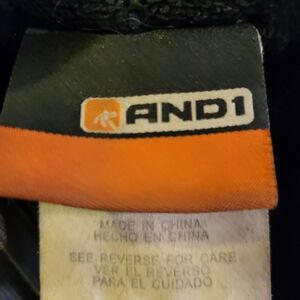 AND1
MADE IN CHINA
HECHO EN CHINA
SEE REVERSE FOR CARE
VER EL REVERSO
PARA EL CUIDADO